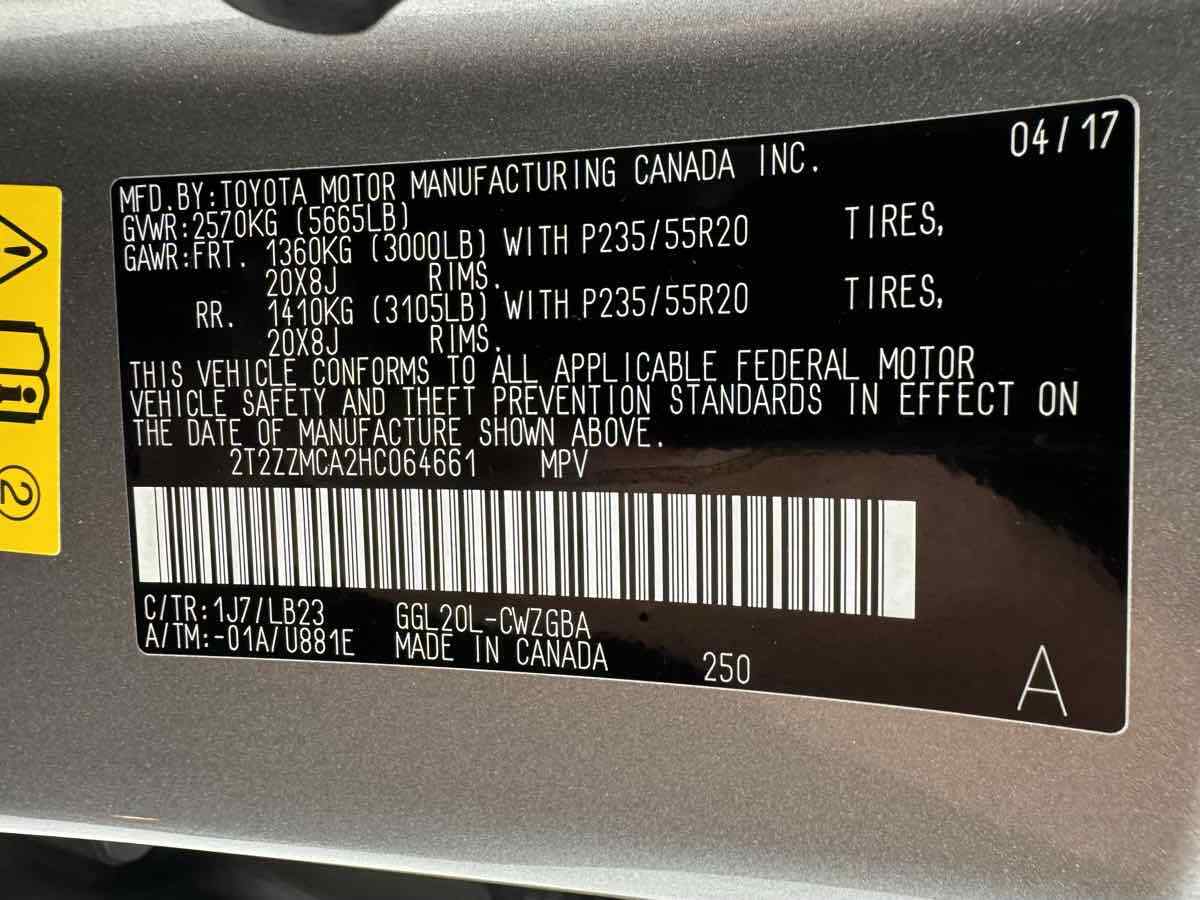 04/17
MFD.BY:TOYOTA MOTOR MANUFACTURING CANADA INC.
GVWR:2570KG (5665LB)
GAWR:FRT. 1360KG (3000LB) WITH P235/55R20 TIRES,
20X8J RIMS.
RR. 1410KG (3105LB) WITH P235/55R20 TIRES,
20X8J RIMS.
THIS VEHICLE CONFORMS TO ALL APPLICABLE FEDERAL MOTOR
VEHICLE SAFETY AND THEFT PREVENTION STANDARDS IN EFFECT ON
THE DATE OF MANUFACTURE SHOWN ABOVE.
2T2ZZMCA2HC064661 MPV
C/TR:1J7/LB23 GGL20L-CWZGBA
A/TM:-01A/U881E MADE IN CANADA 250
A
2